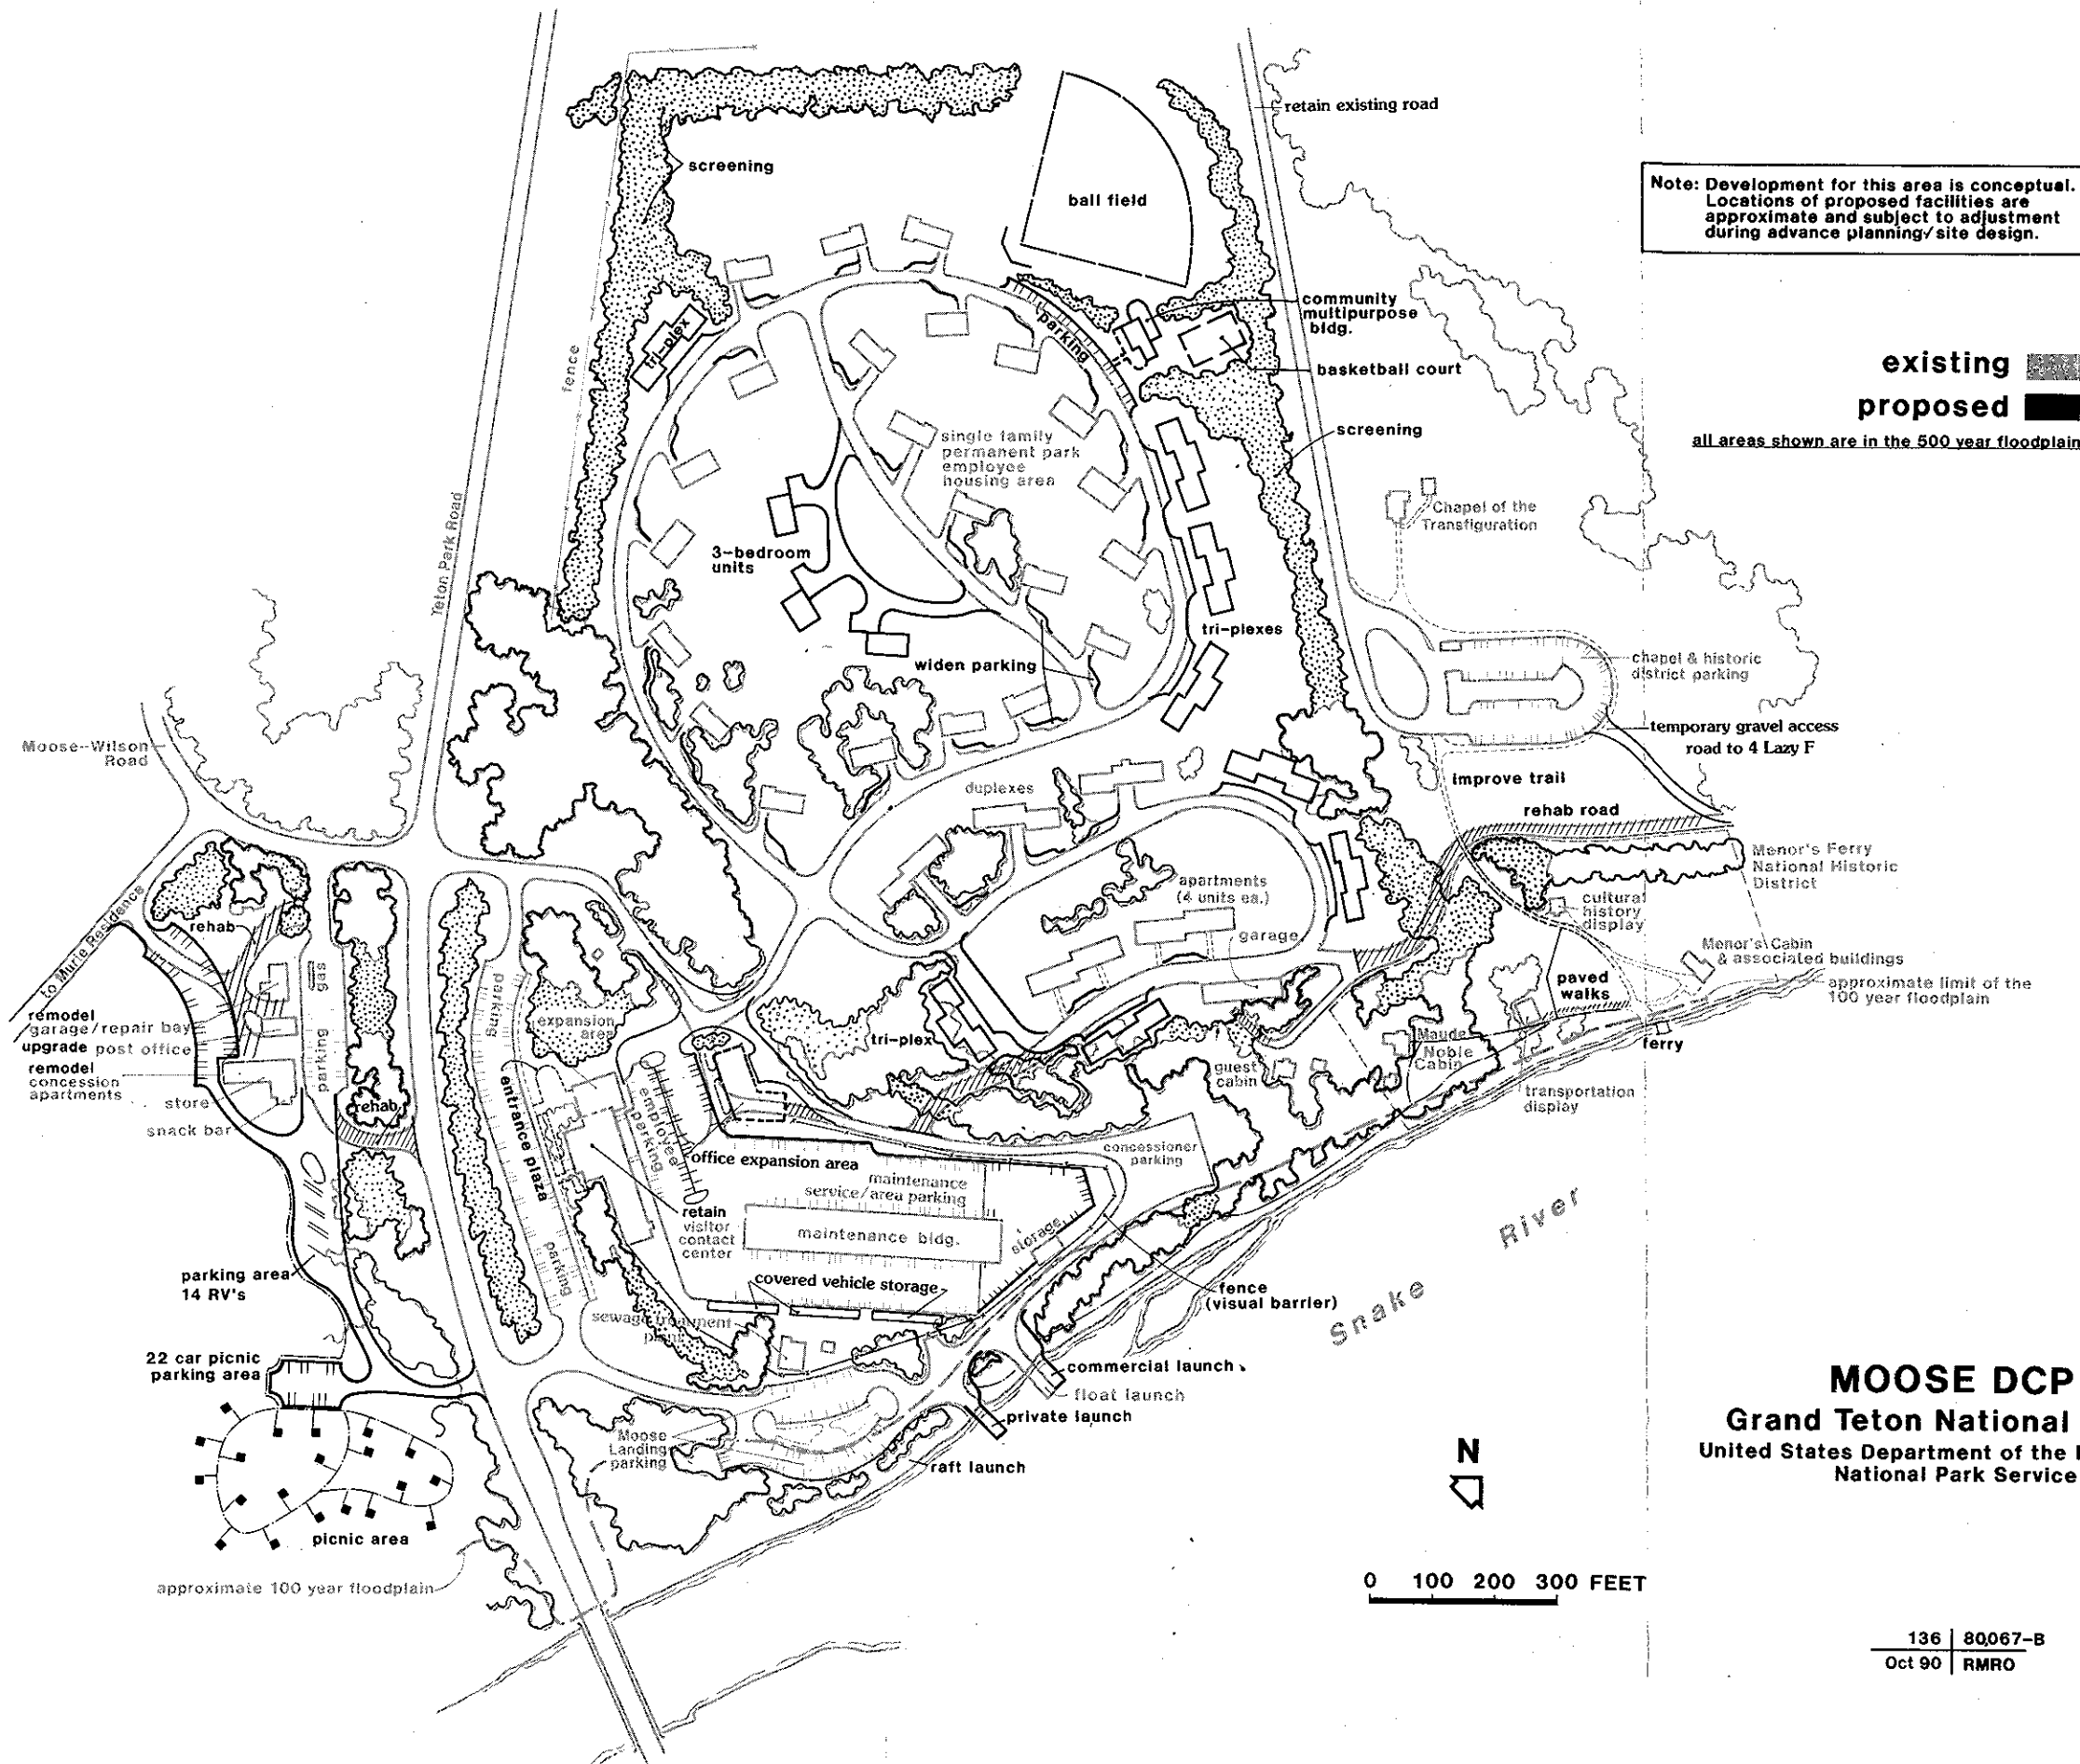 retain existing road
screening
ball field
Note: Development for this area is conceptual.
Locations of proposed facilities are
approximate and subject to adjustment
during advance planning/site design.
community
multipurpose
bldg.
parking
tri-plex
fence
existing
proposed
basketball court
screening
all areas shown are in the 500 year floodplain
single family
permanent park
employee
housing area
Teton Park Road
Chapel of the
Transfiguration
3-bedroom
units
tri-plexes
widen parking
chapel & historic
district parking
temporary gravel access
road to 4 Lazy F
Moose-Wilson
Road
improve trail
duplexes
rehab road
Menor's Ferry
National Historic
District
apartments
(4 units ea.)
cultural
history
display
to Murie Residence
rehab
garage
Menor's Cabin
& associated buildings
approximate limit of the
100 year floodplain
paved
walks
gas
parking
parking
expansion
area
remodel
garage/repair bay
upgrade post office
remodel
concession
apartments
store
snack bar
rehab
entrance plaza
employee
parking
tri-plex
guest
cabin
Maude
Noble
Cabin
ferry
transportation
display
office expansion area
concessioner
parking
maintenance
service/area parking
retain
visitor
contact
center
maintenance bldg.
storage
parking
covered vehicle storage
fence
(visual barrier)
Snake River
parking area
14 RV's
sewage treatment
plant
22 car picnic
parking area
commercial launch
float launch
private launch
Moose
Landing
parking
raft launch
picnic area
approximate 100 year floodplain
MOOSE DCP
Grand Teton National
United States Department of the
National Park Service
N
0 100 200 300 FEET
136 80,067-B
Oct 90 RMRO